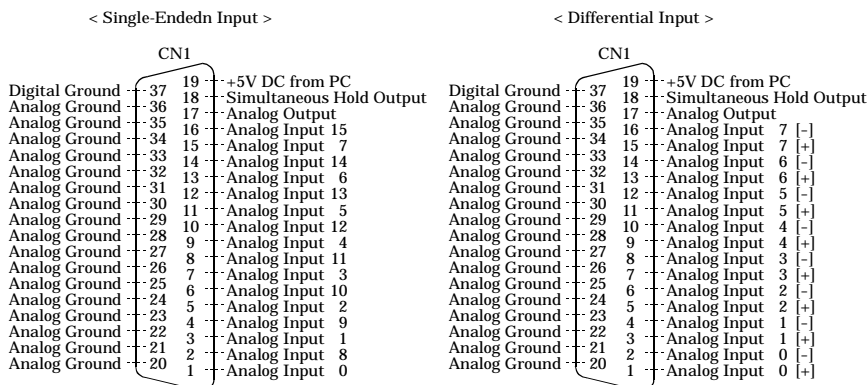 < Single-Endedn Input >
CN1
19 +5V DC from PC
Digital Ground 37
18 Simultaneous Hold Output
Analog Ground 36
17 Analog Output
Analog Ground 35
16 Analog Input 15
Analog Ground 34
15 Analog Input 7
Analog Ground 33
14 Analog Input 14
Analog Ground 32
13 Analog Input 6
Analog Ground 31
12 Analog Input 13
Analog Ground 30
11 Analog Input 5
Analog Ground 29
10 Analog Input 12
Analog Ground 28
9 Analog Input 4
Analog Ground 27
8 Analog Input 11
Analog Ground 26
7 Analog Input 3
Analog Ground 25
6 Analog Input 10
Analog Ground 24
5 Analog Input 2
Analog Ground 23
4 Analog Input 9
Analog Ground 22
3 Analog Input 1
Analog Ground 21
2 Analog Input 8
Analog Ground 20
1 Analog Input 0
< Differential Input >
CN1
19 +5V DC from PC
Digital Ground 37
18 Simultaneous Hold Output
Analog Ground 36
17 Analog Output
Analog Ground 35
16 Analog Input 7 [-]
Analog Ground 34
15 Analog Input 7 [+]
Analog Ground 33
14 Analog Input 6 [-]
Analog Ground 32
13 Analog Input 6 [+]
Analog Ground 31
12 Analog Input 5 [-]
Analog Ground 30
11 Analog Input 5 [+]
Analog Ground 29
10 Analog Input 4 [-]
Analog Ground 28
9 Analog Input 4 [+]
Analog Ground 27
8 Analog Input 3 [-]
Analog Ground 26
7 Analog Input 3 [+]
Analog Ground 25
6 Analog Input 2 [-]
Analog Ground 24
5 Analog Input 2 [+]
Analog Ground 23
4 Analog Input 1 [-]
Analog Ground 22
3 Analog Input 1 [+]
Analog Ground 21
2 Analog Input 0 [-]
Analog Ground 20
1 Analog Input 0 [+]